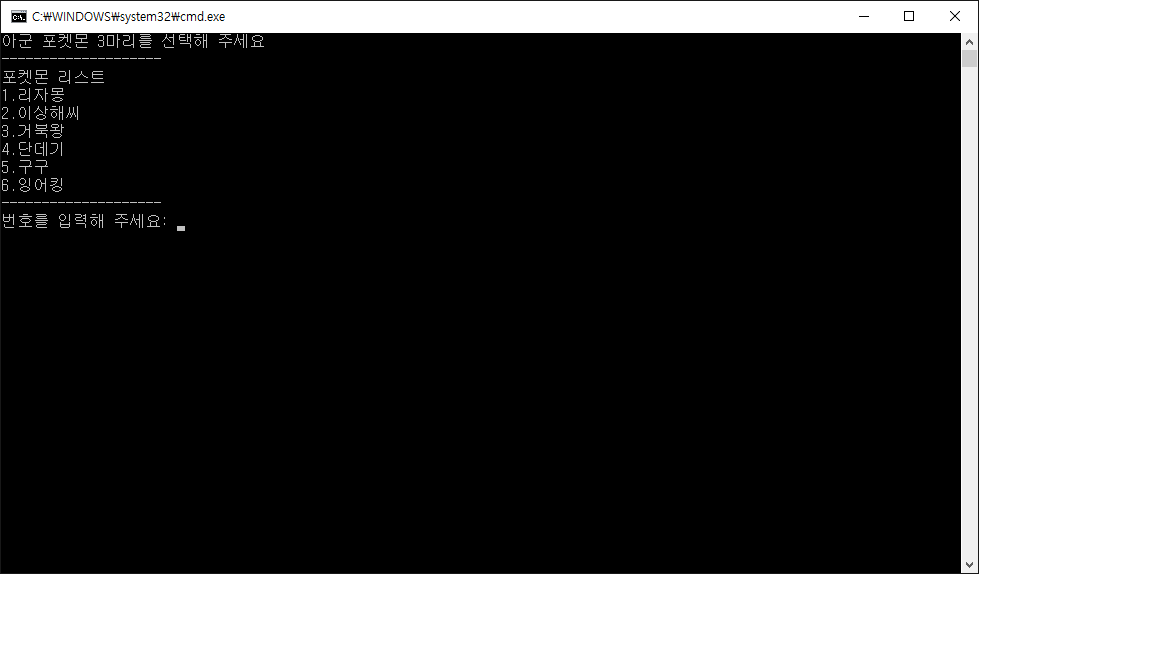 C:₩WINDOWS₩system32₩cmd.exe
아군 포켓몬 3마리를 선택해 주세요
--------------------
포켓몬 리스트
1.리자몽
2.이상해씨
3.거북왕
4.단데기
5.구구
6.잉어킹
--------------------
번호를 입력해 주세요: